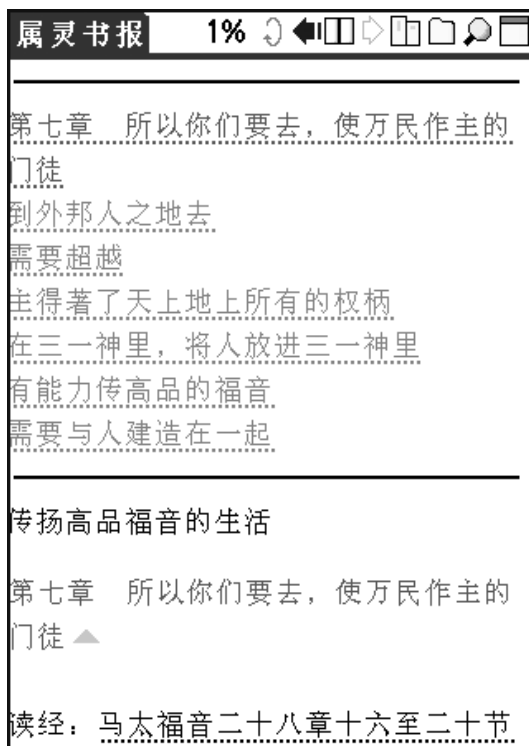 属灵书报 1%
第七章　所以你们要去，使万民作主的
门徒
到外邦人之地去
需要超越
主得著了天上地上所有的权柄
在三一神里，将人放进三一神里
有能力传高品的福音
需要与人建造在一起
传扬高品福音的生活
第七章　所以你们要去，使万民作主的
门徒
读经：马太福音二十八章十六至二十节